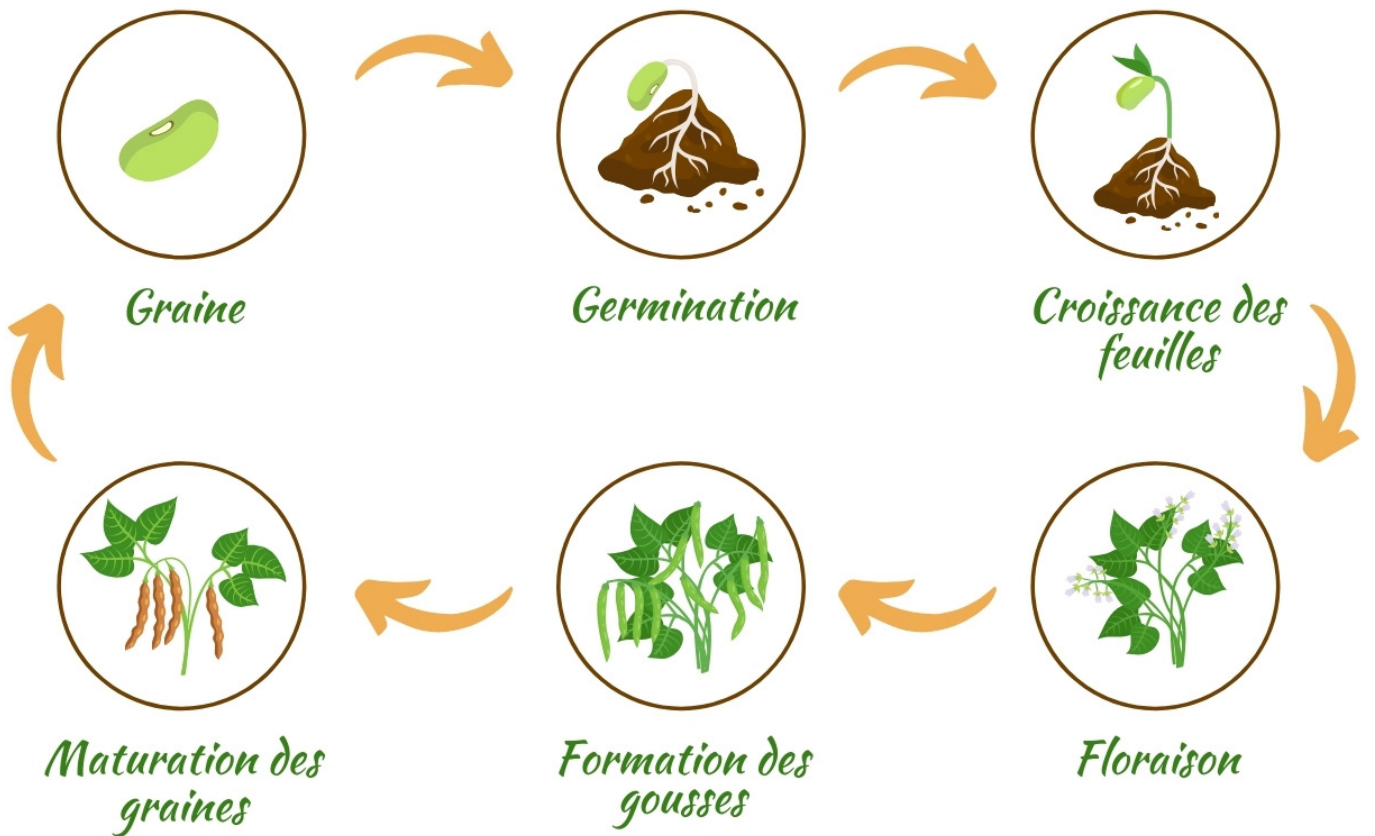 Graine
Germination
Croissance des
feuilles
Maturation des
graines
Formation des
gousses
Floraison